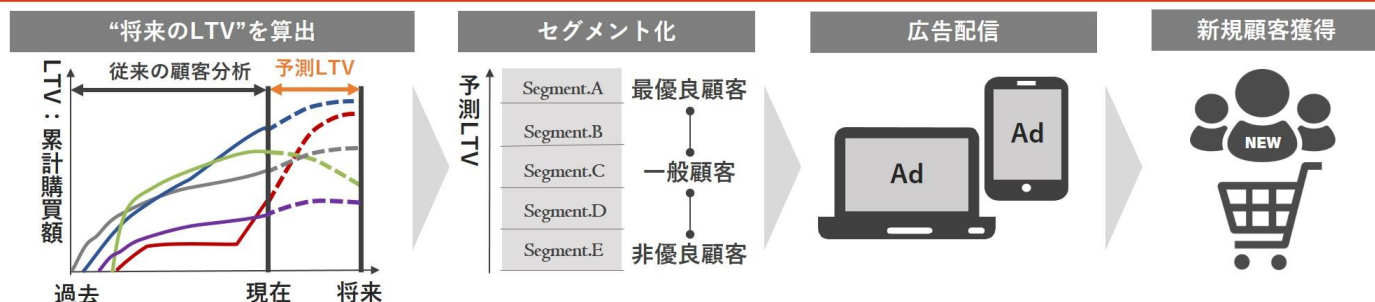 “将来のLTV”を算出
セグメント化
広告配信
新規顧客獲得
LTV：累計購買額
従来の顧客分析
予測LTV
過去
現在
将来
予測LTV
Segment.A
最優良顧客
Segment.B
Segment.C
一般顧客
Segment.D
Segment.E
非優良顧客
Ad
Ad
NEW